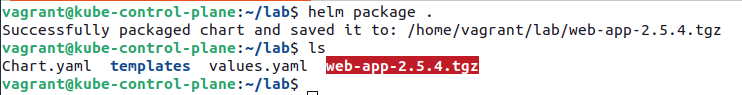 vagrant@kube-control-plane:~/lab$ helm package .
Successfully packaged chart and saved it to: /home/vagrant/lab/web-app-2.5.4.tgz
vagrant@kube-control-plane:~/lab$ ls
Chart.yaml  templates  values.yaml  web-app-2.5.4.tgz
vagrant@kube-control-plane:~/lab$